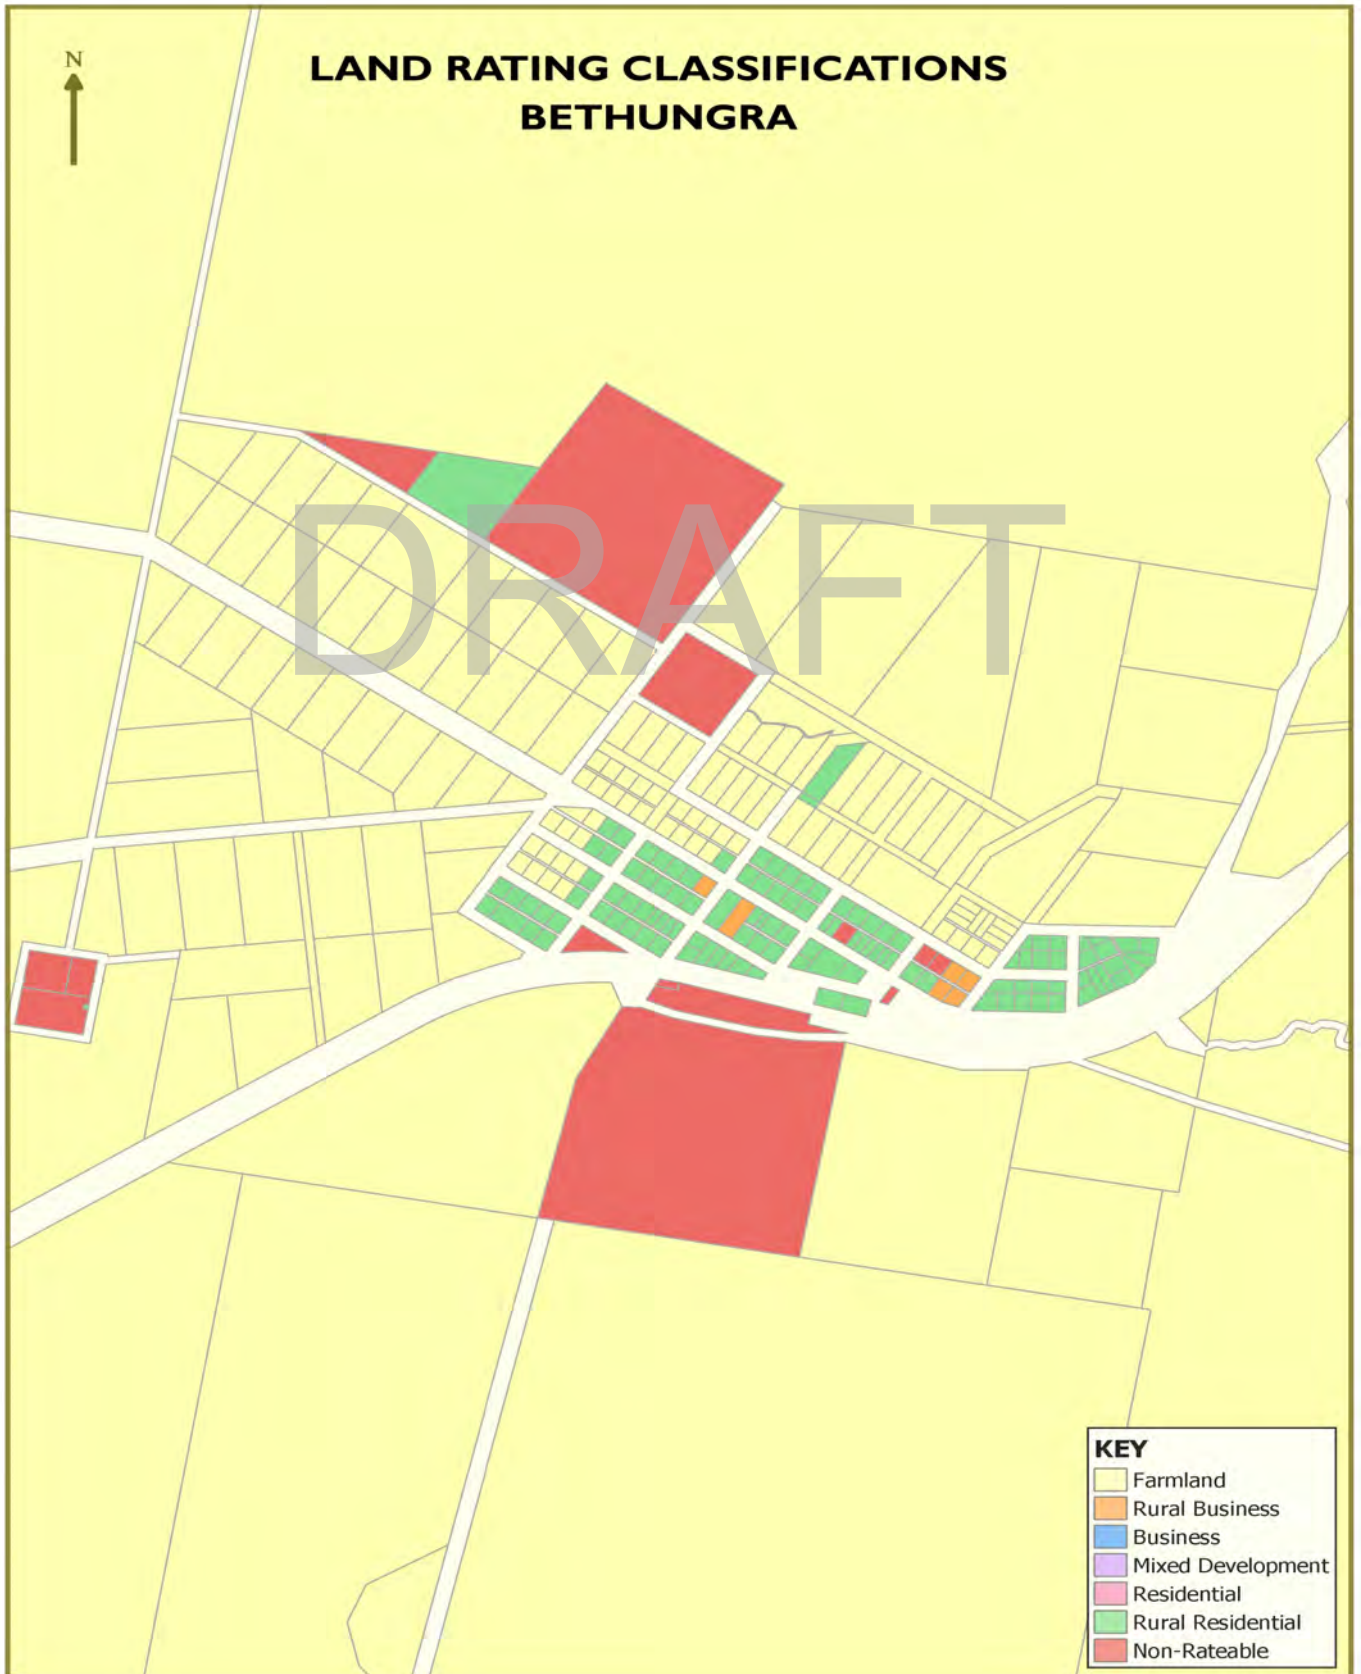 N
LAND RATING CLASSIFICATIONS
BETHUNGRA
DRAFT
KEY
Farmland
Rural Business
Business
Mixed Development
Residential
Rural Residential
Non-Rateable